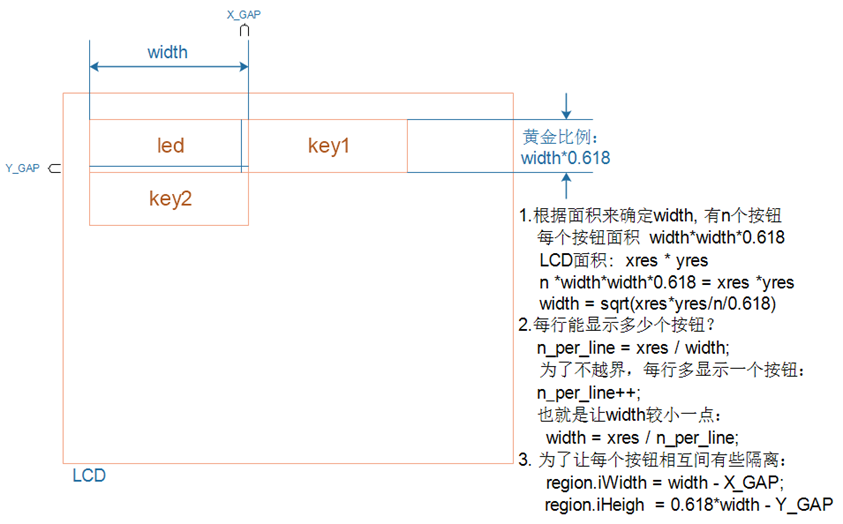 X_GAP
width
led
key1
黄金比例：
width*0.618
Y_GAP
key2
1.根据面积来确定width, 有n个按钮
每个按钮面积 width*width*0.618
LCD面积： xres * yres
n *width*width*0.618 = xres *yres
width = sqrt(xres*yres/n/0.618)
2.每行能显示多少个按钮？
n_per_line = xres / width;
为了不越界，每行多显示一个按钮：
n_per_line++;
也就是让width较小一点：
width = xres / n_per_line;
3. 为了让每个按钮相互间有些隔离：
region.iWidth = width - X_GAP;
region.iHeigh = 0.618*width - Y_GAP
LCD